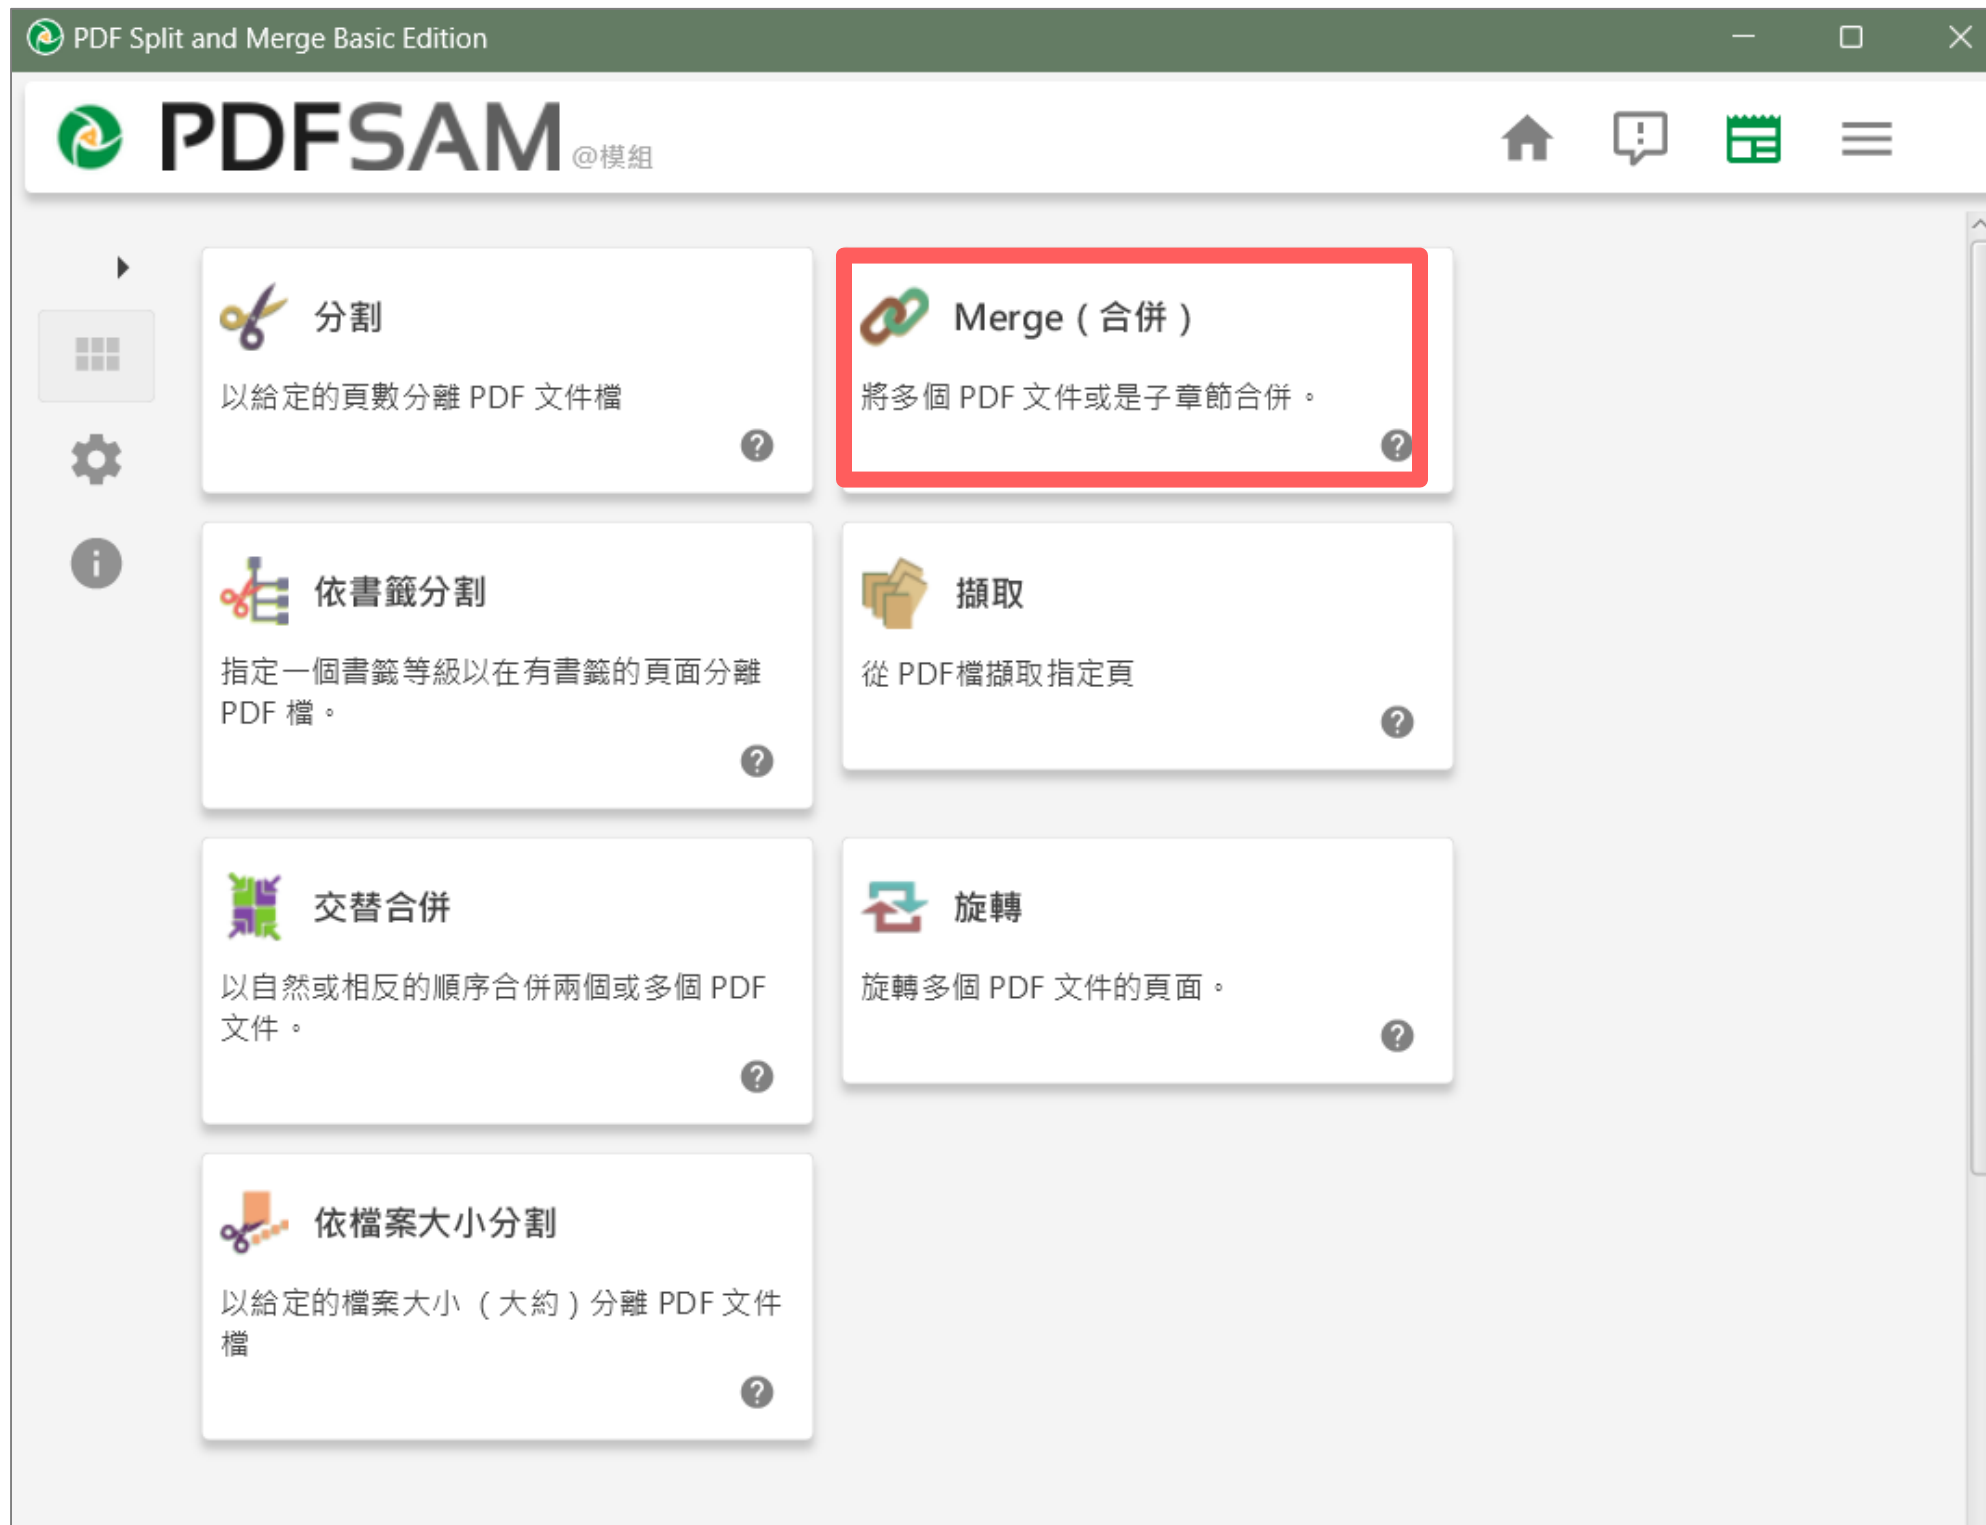 PDF Split and Merge Basic Edition
PDFSAM @模組
分割
以給定的頁數分離 PDF 文件檔
Merge ( 合併 )
將多個 PDF 文件或是子章節合併。
依書籤分割
指定一個書籤等級以在有書籤的頁面分離
PDF 檔。
擷取
從 PDF檔擷取指定頁
交替合併
以自然或相反的順序合併兩個或多個 PDF
文件。
旋轉
旋轉多個 PDF 文件的頁面。
依檔案大小分割
以給定的檔案大小 ( 大約 ) 分離 PDF 文件
檔